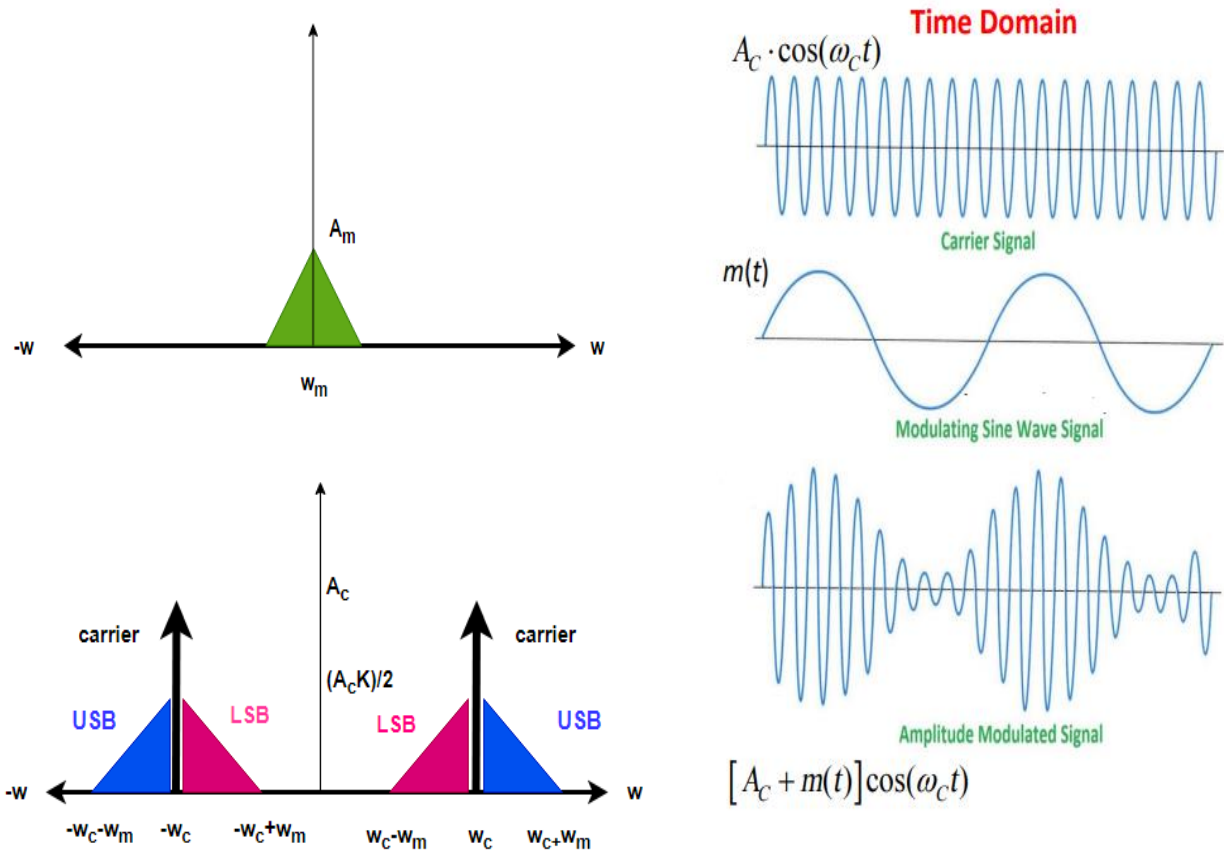 A_m
-w
w
w_m
A_c
carrier
carrier
(A_cK)/2
USB
LSB
LSB
USB
-w
w
-w_c-w_m
-w_c
-w_c+w_m
w_c-w_m
w_c
w_c+w_m
Time Domain
A_C · cos(ω_C t)
Carrier Signal
m(t)
Modulating Sine Wave Signal
Amplitude Modulated Signal
[A_C + m(t)]cos(ω_C t)